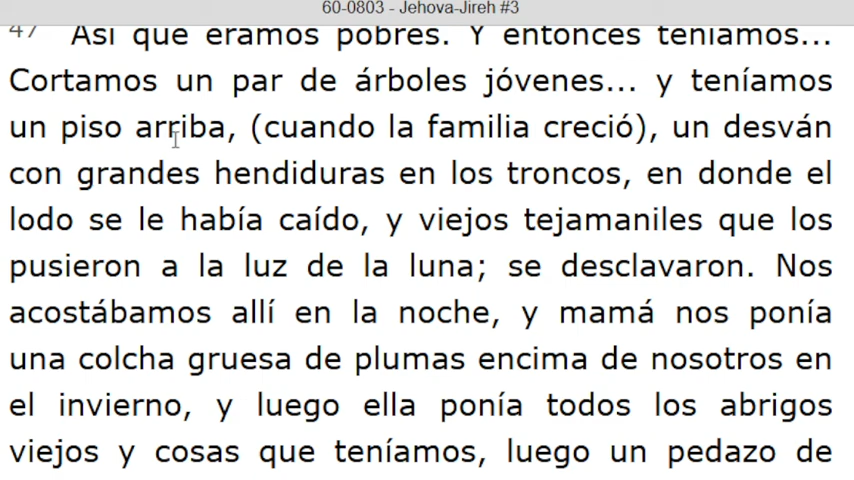 60-0803 - Jehova-Jireh #3
47 Así que éramos pobres. Y entonces teníamos...
Cortamos un par de árboles jóvenes... y teníamos
un piso arriba, (cuando la familia creció), un desván
con grandes hendiduras en los troncos, en donde el
lodo se le había caído, y viejos tejamaniles que los
pusieron a la luz de la luna; se desclavaron. Nos
acostábamos allí en la noche, y mamá nos ponía
una colcha gruesa de plumas encima de nosotros en
el invierno, y luego ella ponía todos los abrigos
viejos y cosas que teníamos, luego un pedazo de